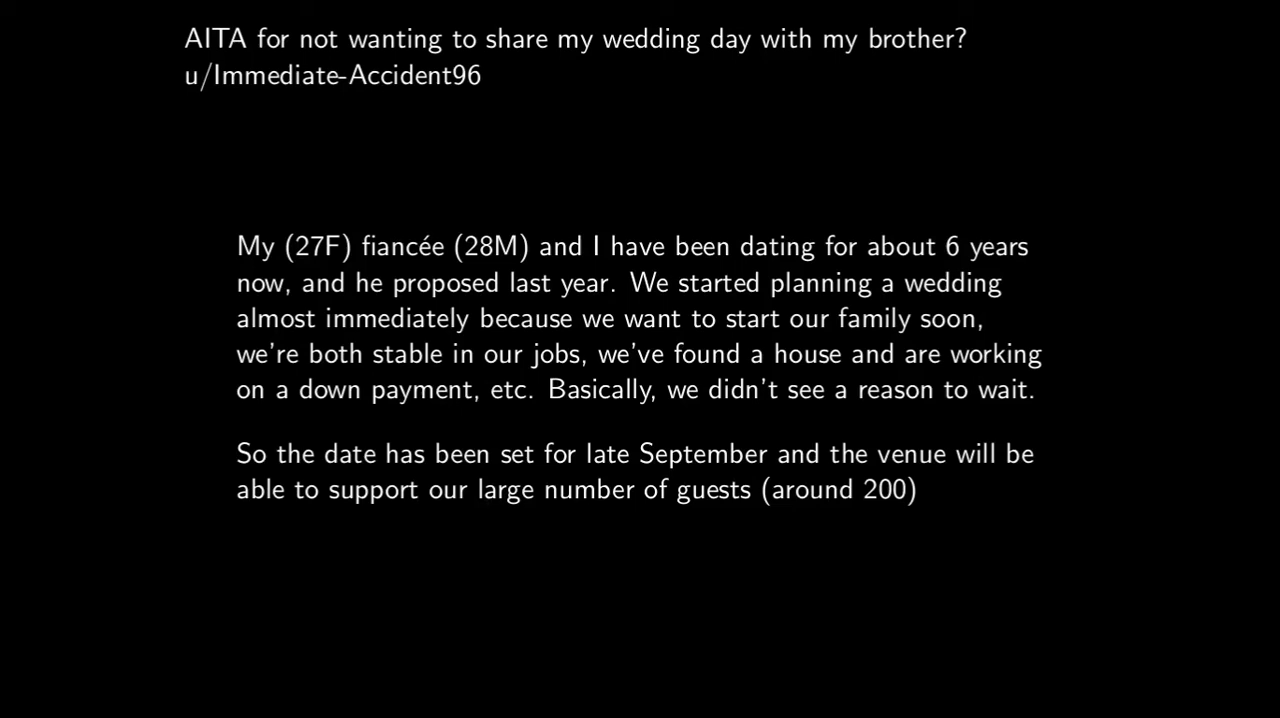 AITA for not wanting to share my wedding day with my brother?
u/Immediate-Accident96
My (27F) fiancée (28M) and I have been dating for about 6 years
now, and he proposed last year. We started planning a wedding
almost immediately because we want to start our family soon,
we're both stable in our jobs, we've found a house and are working
on a down payment, etc. Basically, we didn't see a reason to wait.
So the date has been set for late September and the venue will be
able to support our large number of guests (around 200)